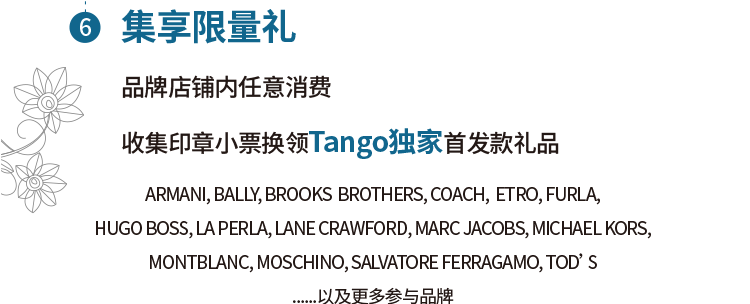 6 集享限量礼
品牌店铺内任意消费
收集印章小票换领Tango独家首发款礼品
ARMANI, BALLY, BROOKS BROTHERS, COACH, ETRO, FURLA,
HUGO BOSS, LA PERLA, LANE CRAWFORD, MARC JACOBS, MICHAEL KORS,
MONTBLANC, MOSCHINO, SALVATORE FERRAGAMO, TOD’S
......以及更多参与品牌